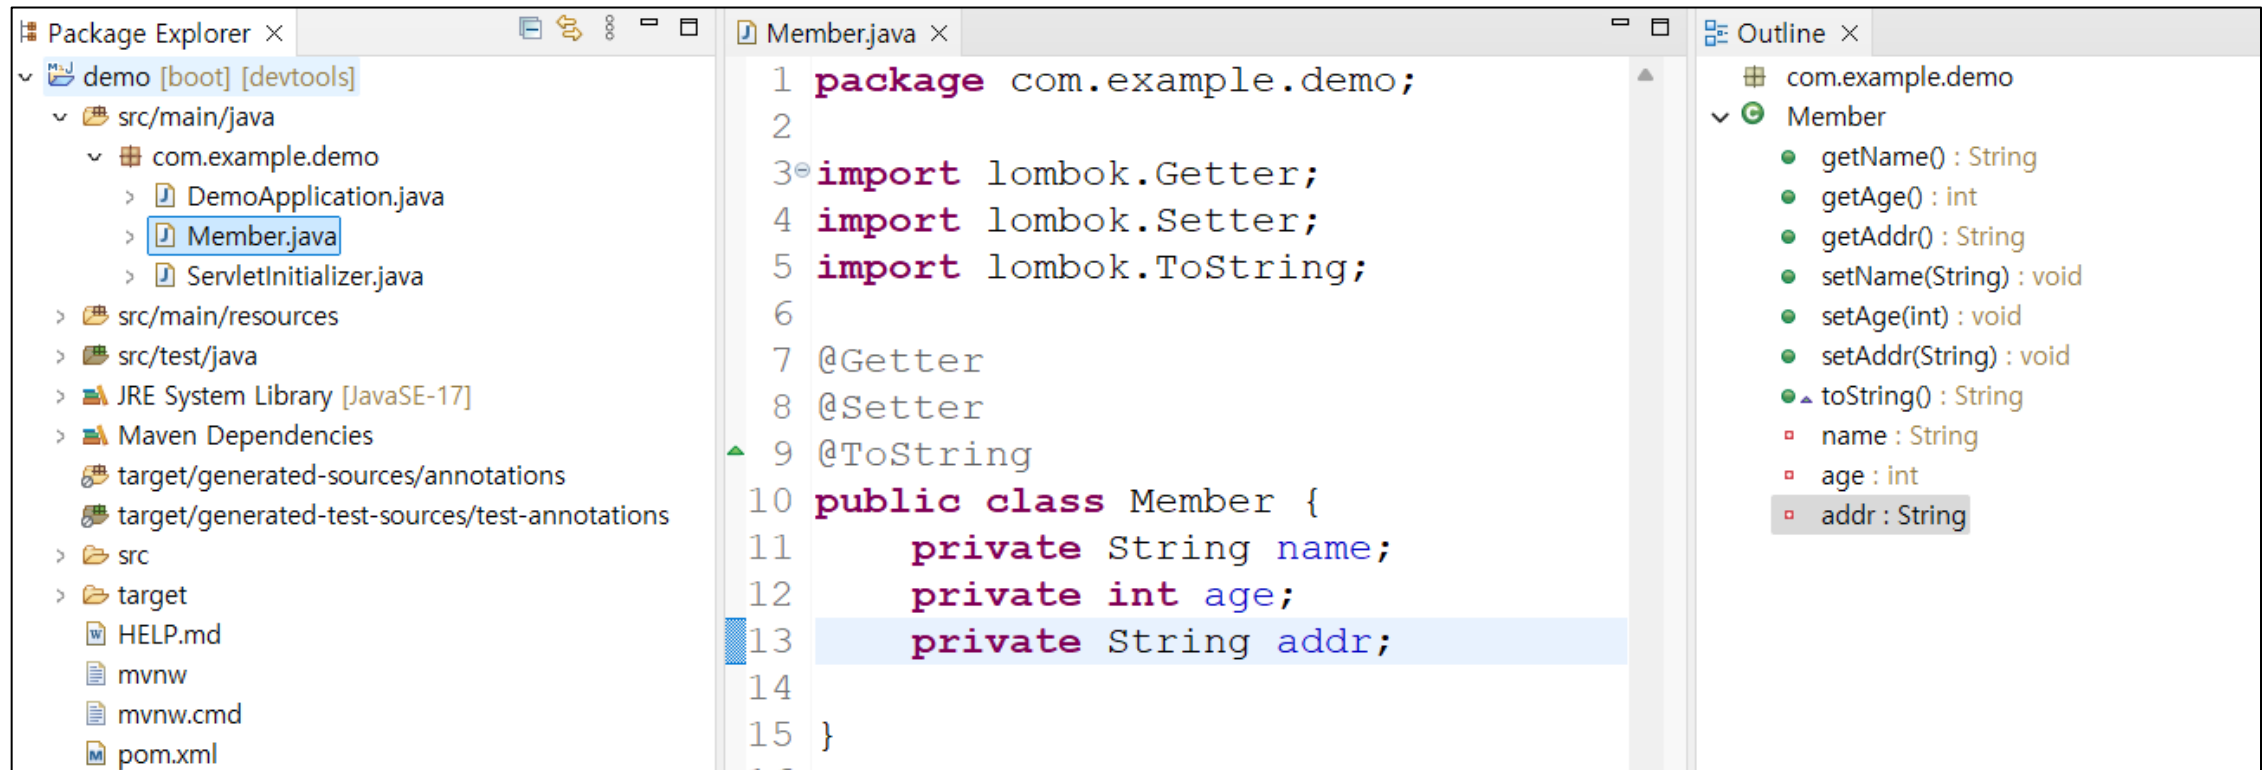 Package Explorer
demo [boot] [devtools]
src/main/java
com.example.demo
DemoApplication.java
Member.java
ServletInitializer.java
src/main/resources
src/test/java
JRE System Library [JavaSE-17]
Maven Dependencies
target/generated-sources/annotations
target/generated-test-sources/test-annotations
src
target
HELP.md
mvnw
mvnw.cmd
pom.xml
Member.java
1 package com.example.demo;
2
3 import lombok.Getter;
4 import lombok.Setter;
5 import lombok.ToString;
6
7 @Getter
8 @Setter
9 @ToString
10 public class Member {
11 private String name;
12 private int age;
13 private String addr;
14
15 }
Outline
com.example.demo
Member
getName() : String
getAge() : int
getAddr() : String
setName(String) : void
setAge(int) : void
setAddr(String) : void
toString() : String
name : String
age : int
addr : String